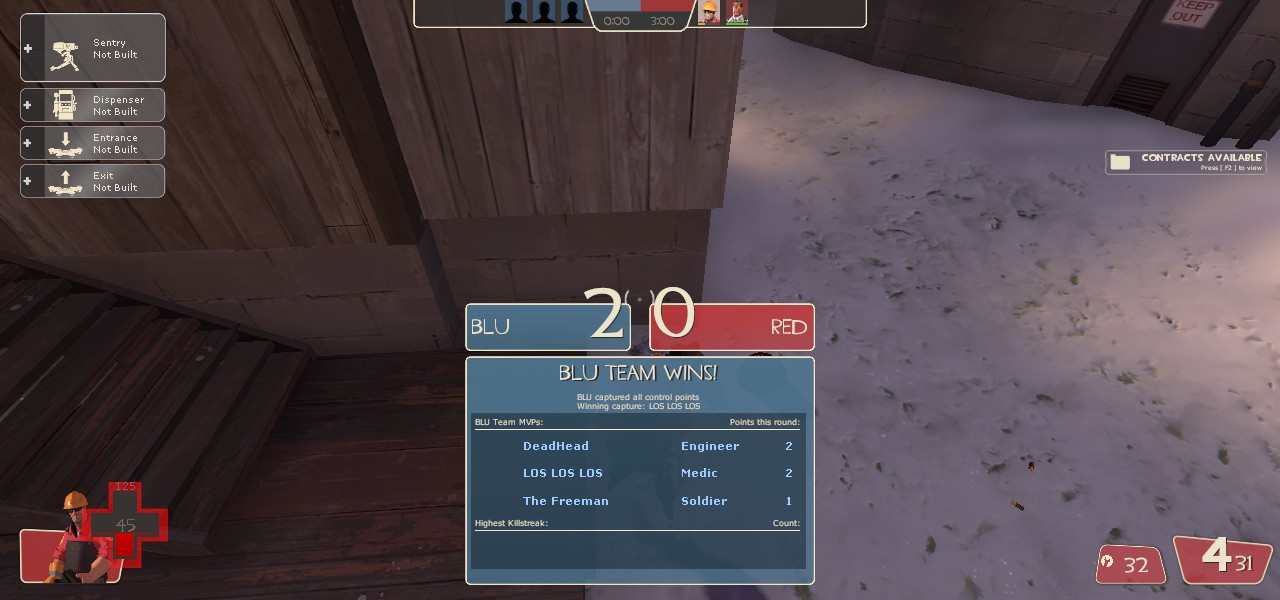 0:00 3:00
KEEP OUT
Sentry
Not Built
Dispenser
Not Built
Entrance
Not Built
Exit
Not Built
CONTRACTS AVAILABLE
Press [ F2 ] to view
BLU 2 0 RED
BLU TEAM WINS!
BLU captured all control points
Winning capture: LOS LOS LOS
BLU Team MVPs: Points this round:
DeadHead Engineer 2
LOS LOS LOS Medic 2
The Freeman Soldier 1
Highest Killstreak: Count:
125
45
32
4 31